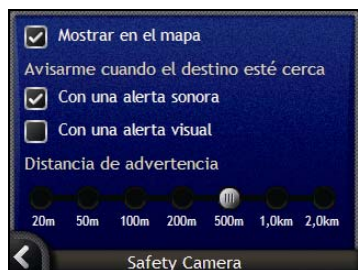 Mostrar en el mapa
Avisarme cuando el destino esté cerca
Con una alerta sonora
Con una alerta visual
Distancia de advertencia
20m 50m 100m 200m 500m 1,0km 2,0km
Safety Camera